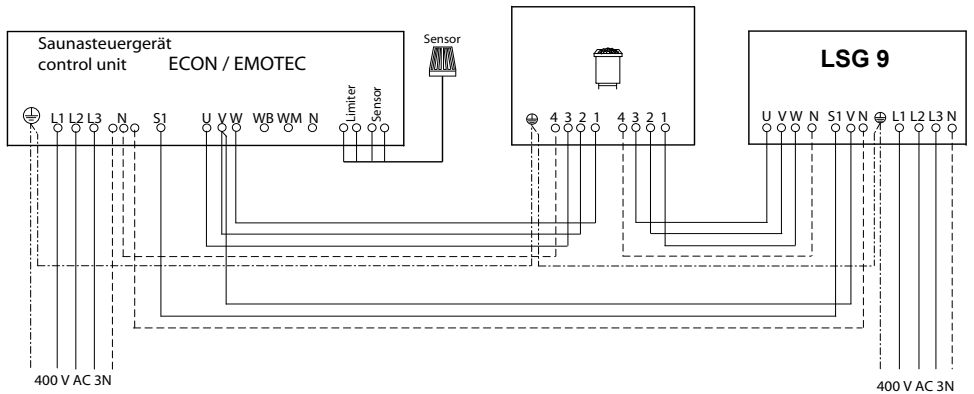 Saunasteuergerät
control unit ECON / EMOTEC
L1 L2 L3 N S1 U V W WB WM N Limiter Sensor
400 V AC 3N
Sensor
4 3 2 1 4 3 2 1
LSG 9
U V W N S1 V N L1 L2 L3 N
400 V AC 3N